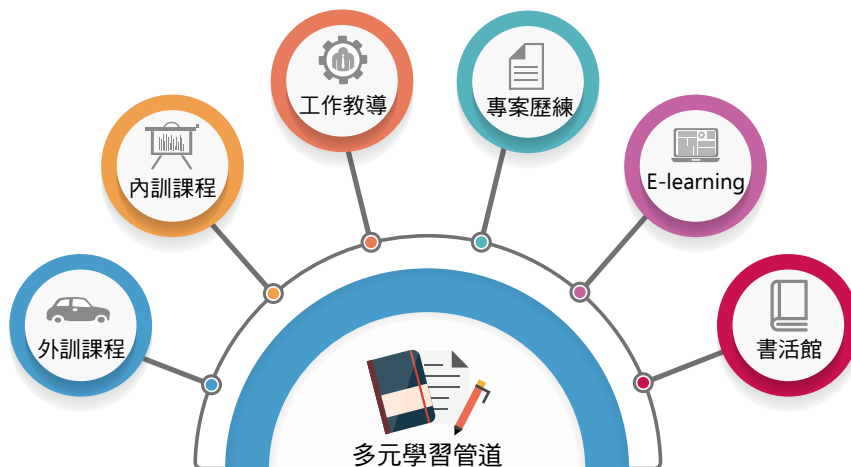 外訓課程
內訓課程
工作教導
專案歷練
E-learning
書活館
多元學習管道